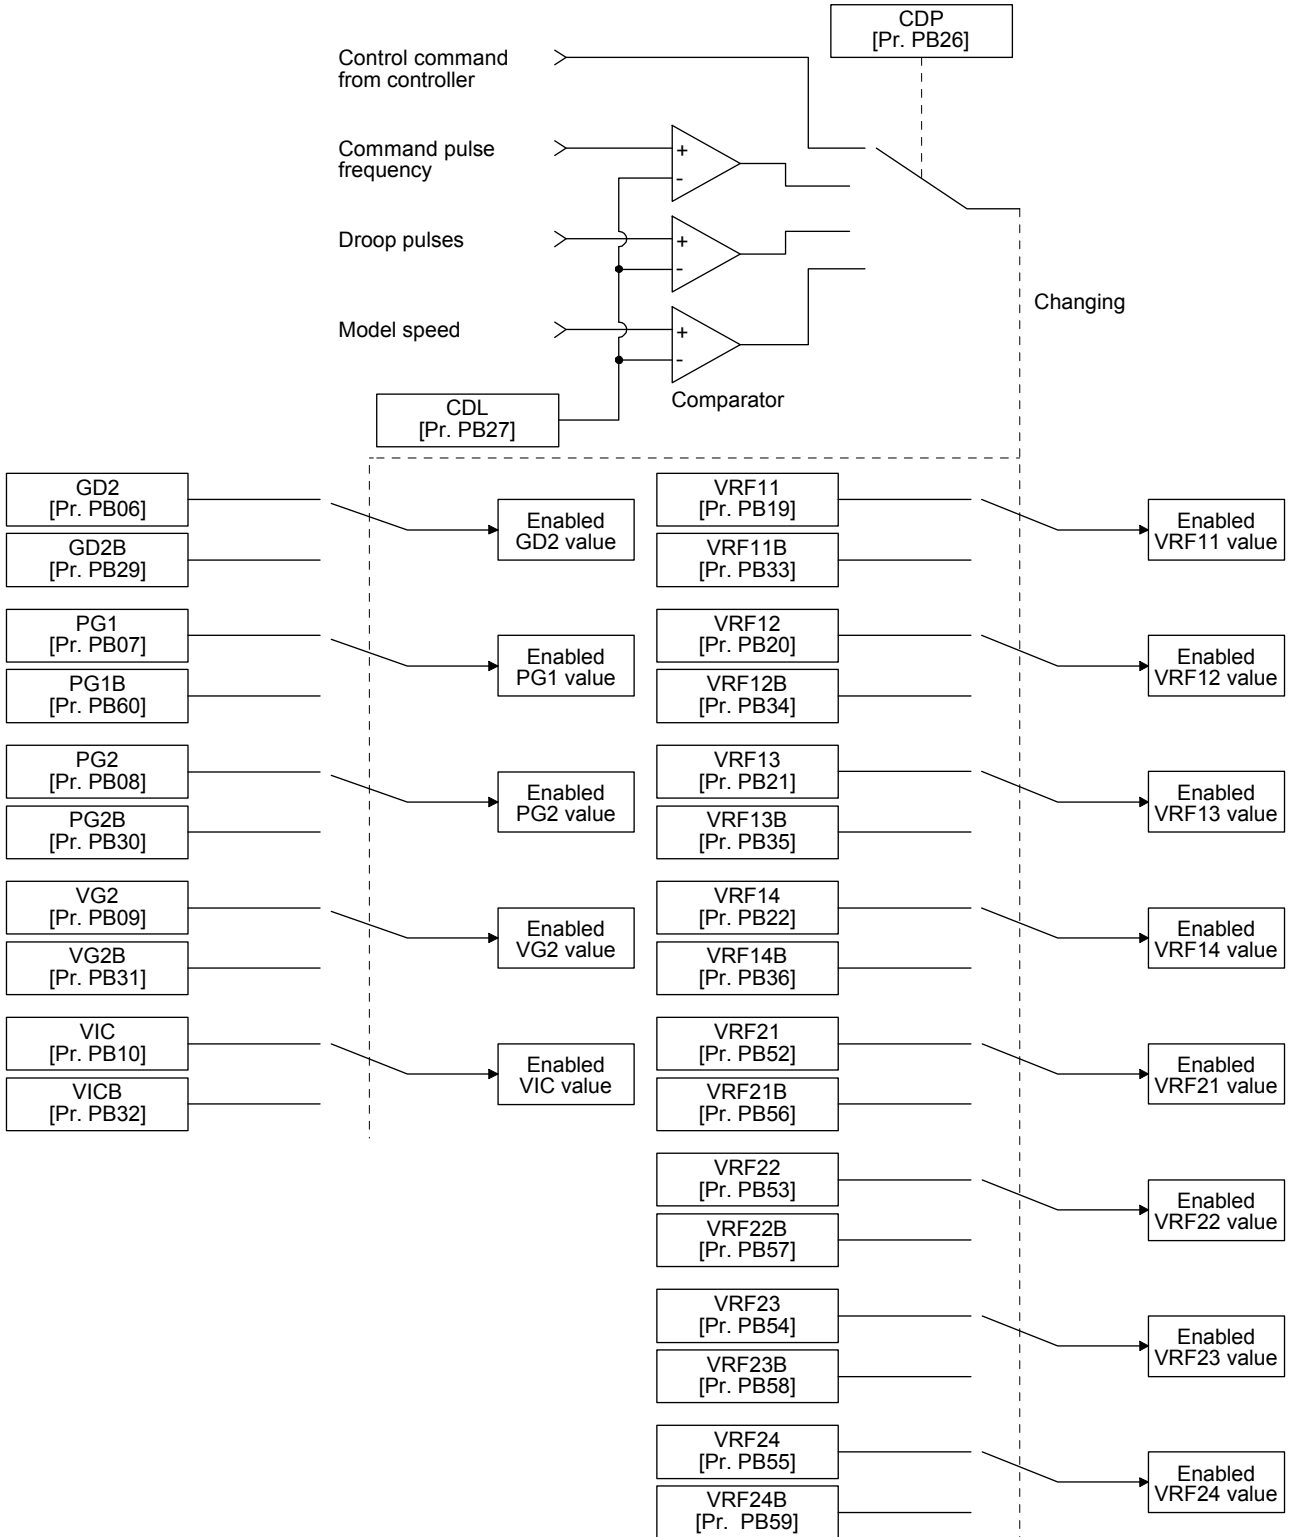 CDP
[Pr. PB26]
Control command
from controller
Command pulse
frequency
+
-
Droop pulses
+
-
Changing
Model speed
+
-
Comparator
CDL
[Pr. PB27]
GD2
[Pr. PB06]
GD2B
[Pr. PB29]
Enabled
GD2 value
PG1
[Pr. PB07]
PG1B
[Pr. PB60]
Enabled
PG1 value
PG2
[Pr. PB08]
PG2B
[Pr. PB30]
Enabled
PG2 value
VG2
[Pr. PB09]
VG2B
[Pr. PB31]
Enabled
VG2 value
VIC
[Pr. PB10]
VICB
[Pr. PB32]
Enabled
VIC value
VRF11
[Pr. PB19]
VRF11B
[Pr. PB33]
Enabled
VRF11 value
VRF12
[Pr. PB20]
VRF12B
[Pr. PB34]
Enabled
VRF12 value
VRF13
[Pr. PB21]
VRF13B
[Pr. PB35]
Enabled
VRF13 value
VRF14
[Pr. PB22]
VRF14B
[Pr. PB36]
Enabled
VRF14 value
VRF21
[Pr. PB52]
VRF21B
[Pr. PB56]
Enabled
VRF21 value
VRF22
[Pr. PB53]
VRF22B
[Pr. PB57]
Enabled
VRF22 value
VRF23
[Pr. PB54]
VRF23B
[Pr. PB58]
Enabled
VRF23 value
VRF24
[Pr. PB55]
VRF24B
[Pr. PB59]
Enabled
VRF24 value